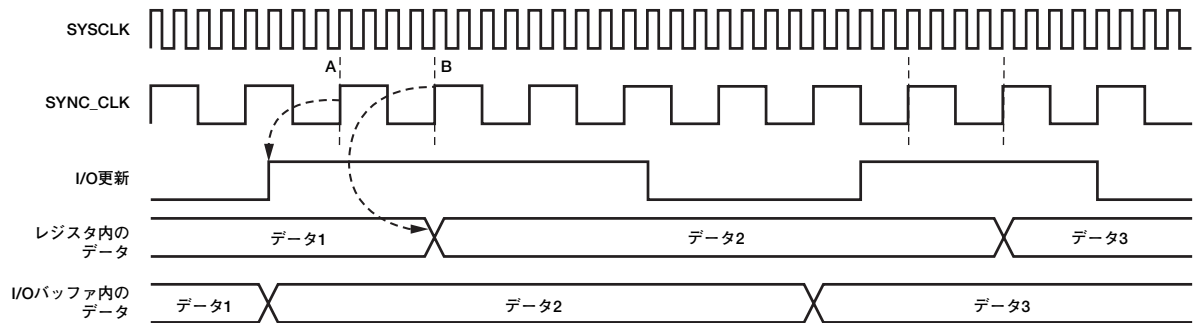 SYSCLK
A
B
SYNC_CLK
I/O更新
レジスタ内の
データ
データ1
データ2
データ3
I/Oバッファ内の
データ
データ1
データ2
データ3